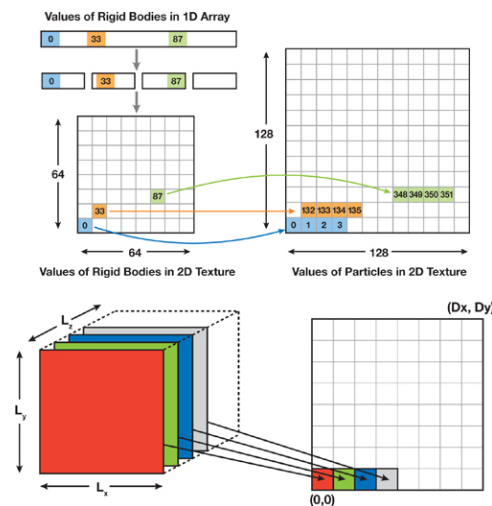 Values of Rigid Bodies in 1D Array
0 33 87
0 33 87
128
64
87
348 349 350 351
33
132 133 134 135
0
0 1 2 3
64
128
Values of Rigid Bodies in 2D Texture
Values of Particles in 2D Texture
Lz
(Dx, Dy)
Ly
Lx
(0,0)